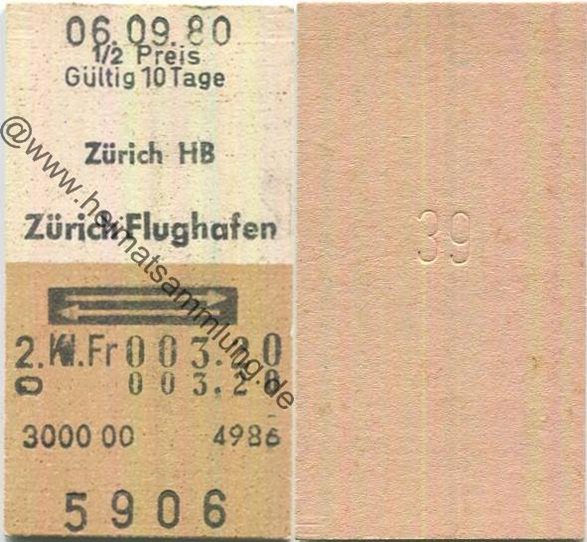 06.09.80
1/2 Preis
Gültig 10 Tage
Zürich HB
Zürich Flughafen
2. Kl. Fr 003.20
003.20
3000 00 4986
5906
39
@www.heimatsammlung.de